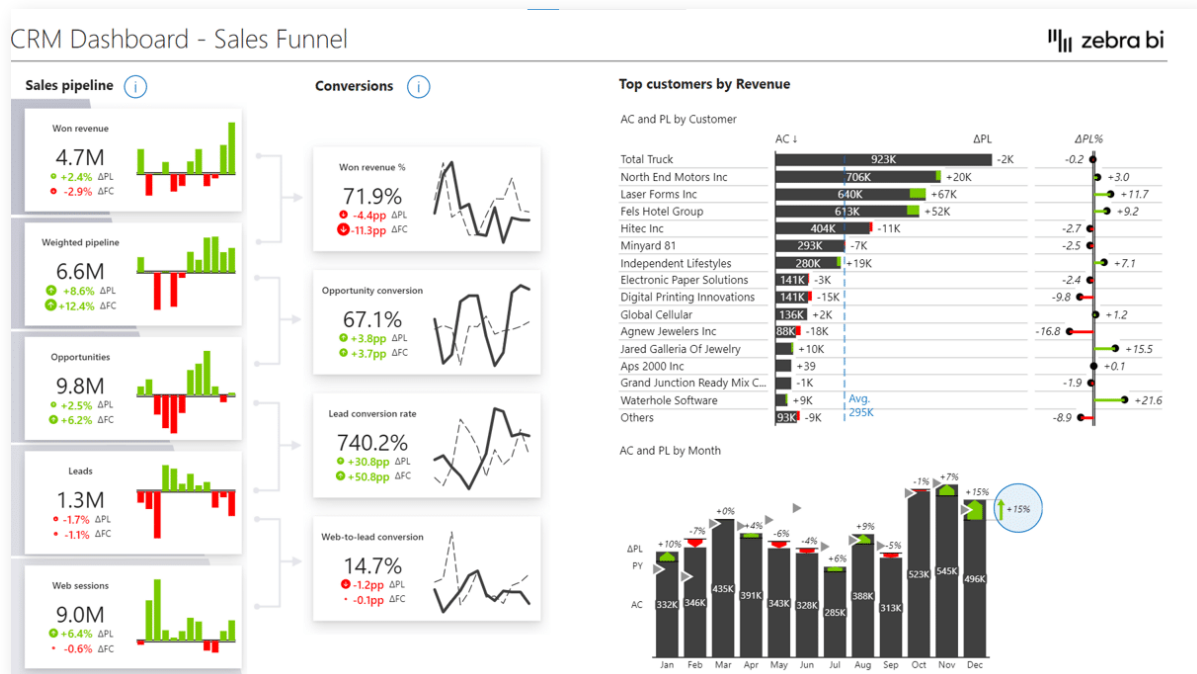 CRM Dashboard - Sales Funnel
zebra bi
Sales pipeline i
Won revenue
4.7M
+2.4% ΔPL
-2.9% ΔFC
Weighted pipeline
6.6M
+8.6% ΔPL
+12.4% ΔFC
Opportunities
9.8M
+2.5% ΔPL
+6.2% ΔFC
Leads
1.3M
-1.7% ΔPL
-1.1% ΔFC
Web sessions
9.0M
+6.4% ΔPL
-0.6% ΔFC
Conversions i
Won revenue %
71.9%
-4.4pp ΔPL
-11.3pp ΔFC
Opportunity conversion
67.1%
+3.8pp ΔPL
+3.7pp ΔFC
Lead conversion rate
740.2%
+30.8pp ΔPL
+50.8pp ΔFC
Web-to-lead conversion
14.7%
-1.2pp ΔPL
-0.1pp ΔFC
Top customers by Revenue
AC and PL by Customer
AC ↓ ΔPL ΔPL%
Total Truck 923K -2K -0.2
North End Motors Inc 706K +20K +3.0
Laser Forms Inc 640K +67K +11.7
Fels Hotel Group 613K +52K +9.2
Hitec Inc 404K -11K -2.7
Minyard 81 293K -7K -2.5
Independent Lifestyles 280K +19K +7.1
Electronic Paper Solutions 141K -3K -2.4
Digital Printing Innovations 141K -15K -9.8
Global Cellular 136K +2K +1.2
Agnew Jewelers Inc 88K -18K -16.8
Jared Galleria Of Jewelry +10K +15.5
Aps 2000 Inc +39 +0.1
Grand Junction Ready Mix C... -1K -1.9
Waterhole Software +9K +21.6
Others 93K -9K -8.9
Avg.
295K
AC and PL by Month
ΔPL +10% -7% +0% +4% -6% -4% +6% +9% -5% -1% +7% +15% +15%
PY
AC 332K 346K 435K 391K 343K 328K 285K 388K 313K 523K 545K 496K
Jan Feb Mar Apr May Jun Jul Aug Sep Oct Nov Dec